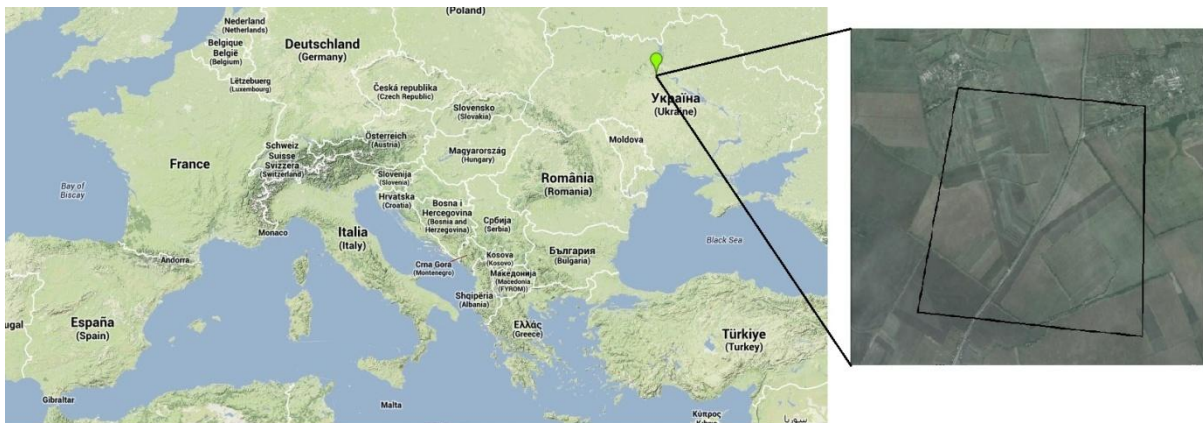 (Poland)
Nederland
(Netherlands)
Belgique
België
(Belgium)
Deutschland
(Germany)
Lëtzebuerg
(Luxembourg)
Česká republika
(Czech Republic)
Україна
(Ukraine)
Slovensko
(Slovakia)
Moldova
Österreich
(Austria)
Magyarország
(Hungary)
Schweiz
Suisse
Svizzera
(Switzerland)
France
Slovenija
(Slovenia)
România
(Romania)
Hrvatska
(Croatia)
Bay of
Biscay
Bosna i
Hercegovina
(Bosnia and
Herzegovina)
Србија
(Serbia)
Monaco
Italia
(Italy)
Black Sea
Андorra
Crna Gora
(Montenegro)
Kosova
(Kosovo)
България
(Bulgaria)
Македонија
(Macedonia
(FYROM))
Shqipëria
(Albania)
España
(Spain)
ugal
Ελλάς
(Greece)
Türkiye
(Turkey)
Gibraltar
Malta
Κύπρος
سوريا